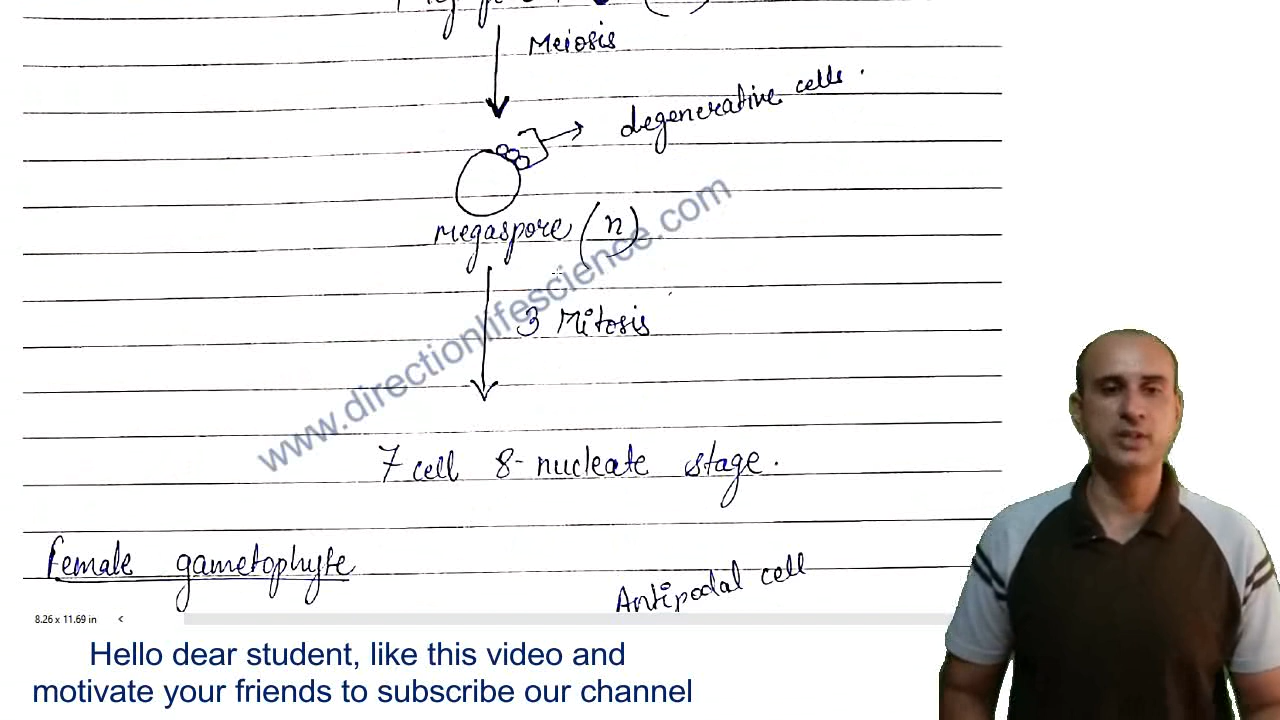 Meiosis
degenerative cells.
megaspore (n)
3 Mitosis
www.directionlifescience.com
7 cell 8-nucleate stage.
Female gametophyte
Antipodal cell
8.26 x 11.69 in
Hello dear student, like this video and
motivate your friends to subscribe our channel